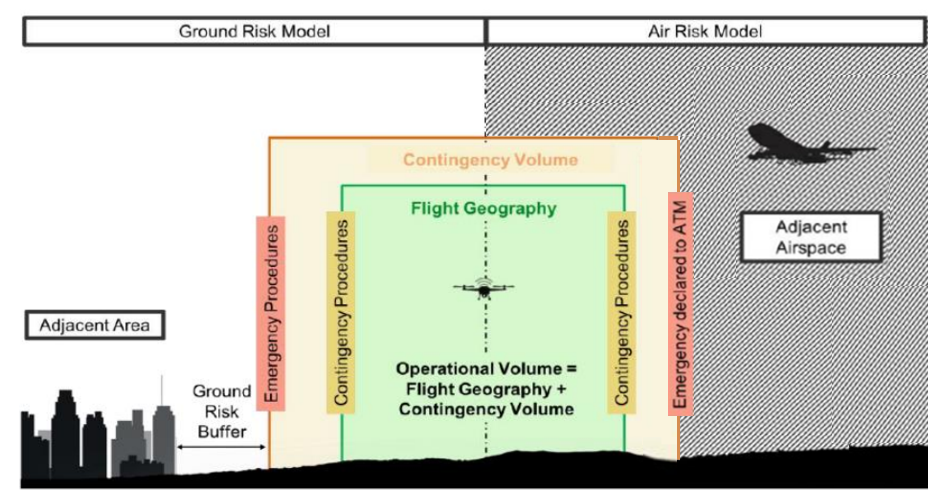 Ground Risk Model
Air Risk Model
Contingency Volume
Flight Geography
Emergency Procedures
Contingency Procedures
Contingency Procedures
Emergency declared to ATM
Adjacent
Airspace
Adjacent Area
Ground
Risk
Buffer
Operational Volume =
Flight Geography +
Contingency Volume